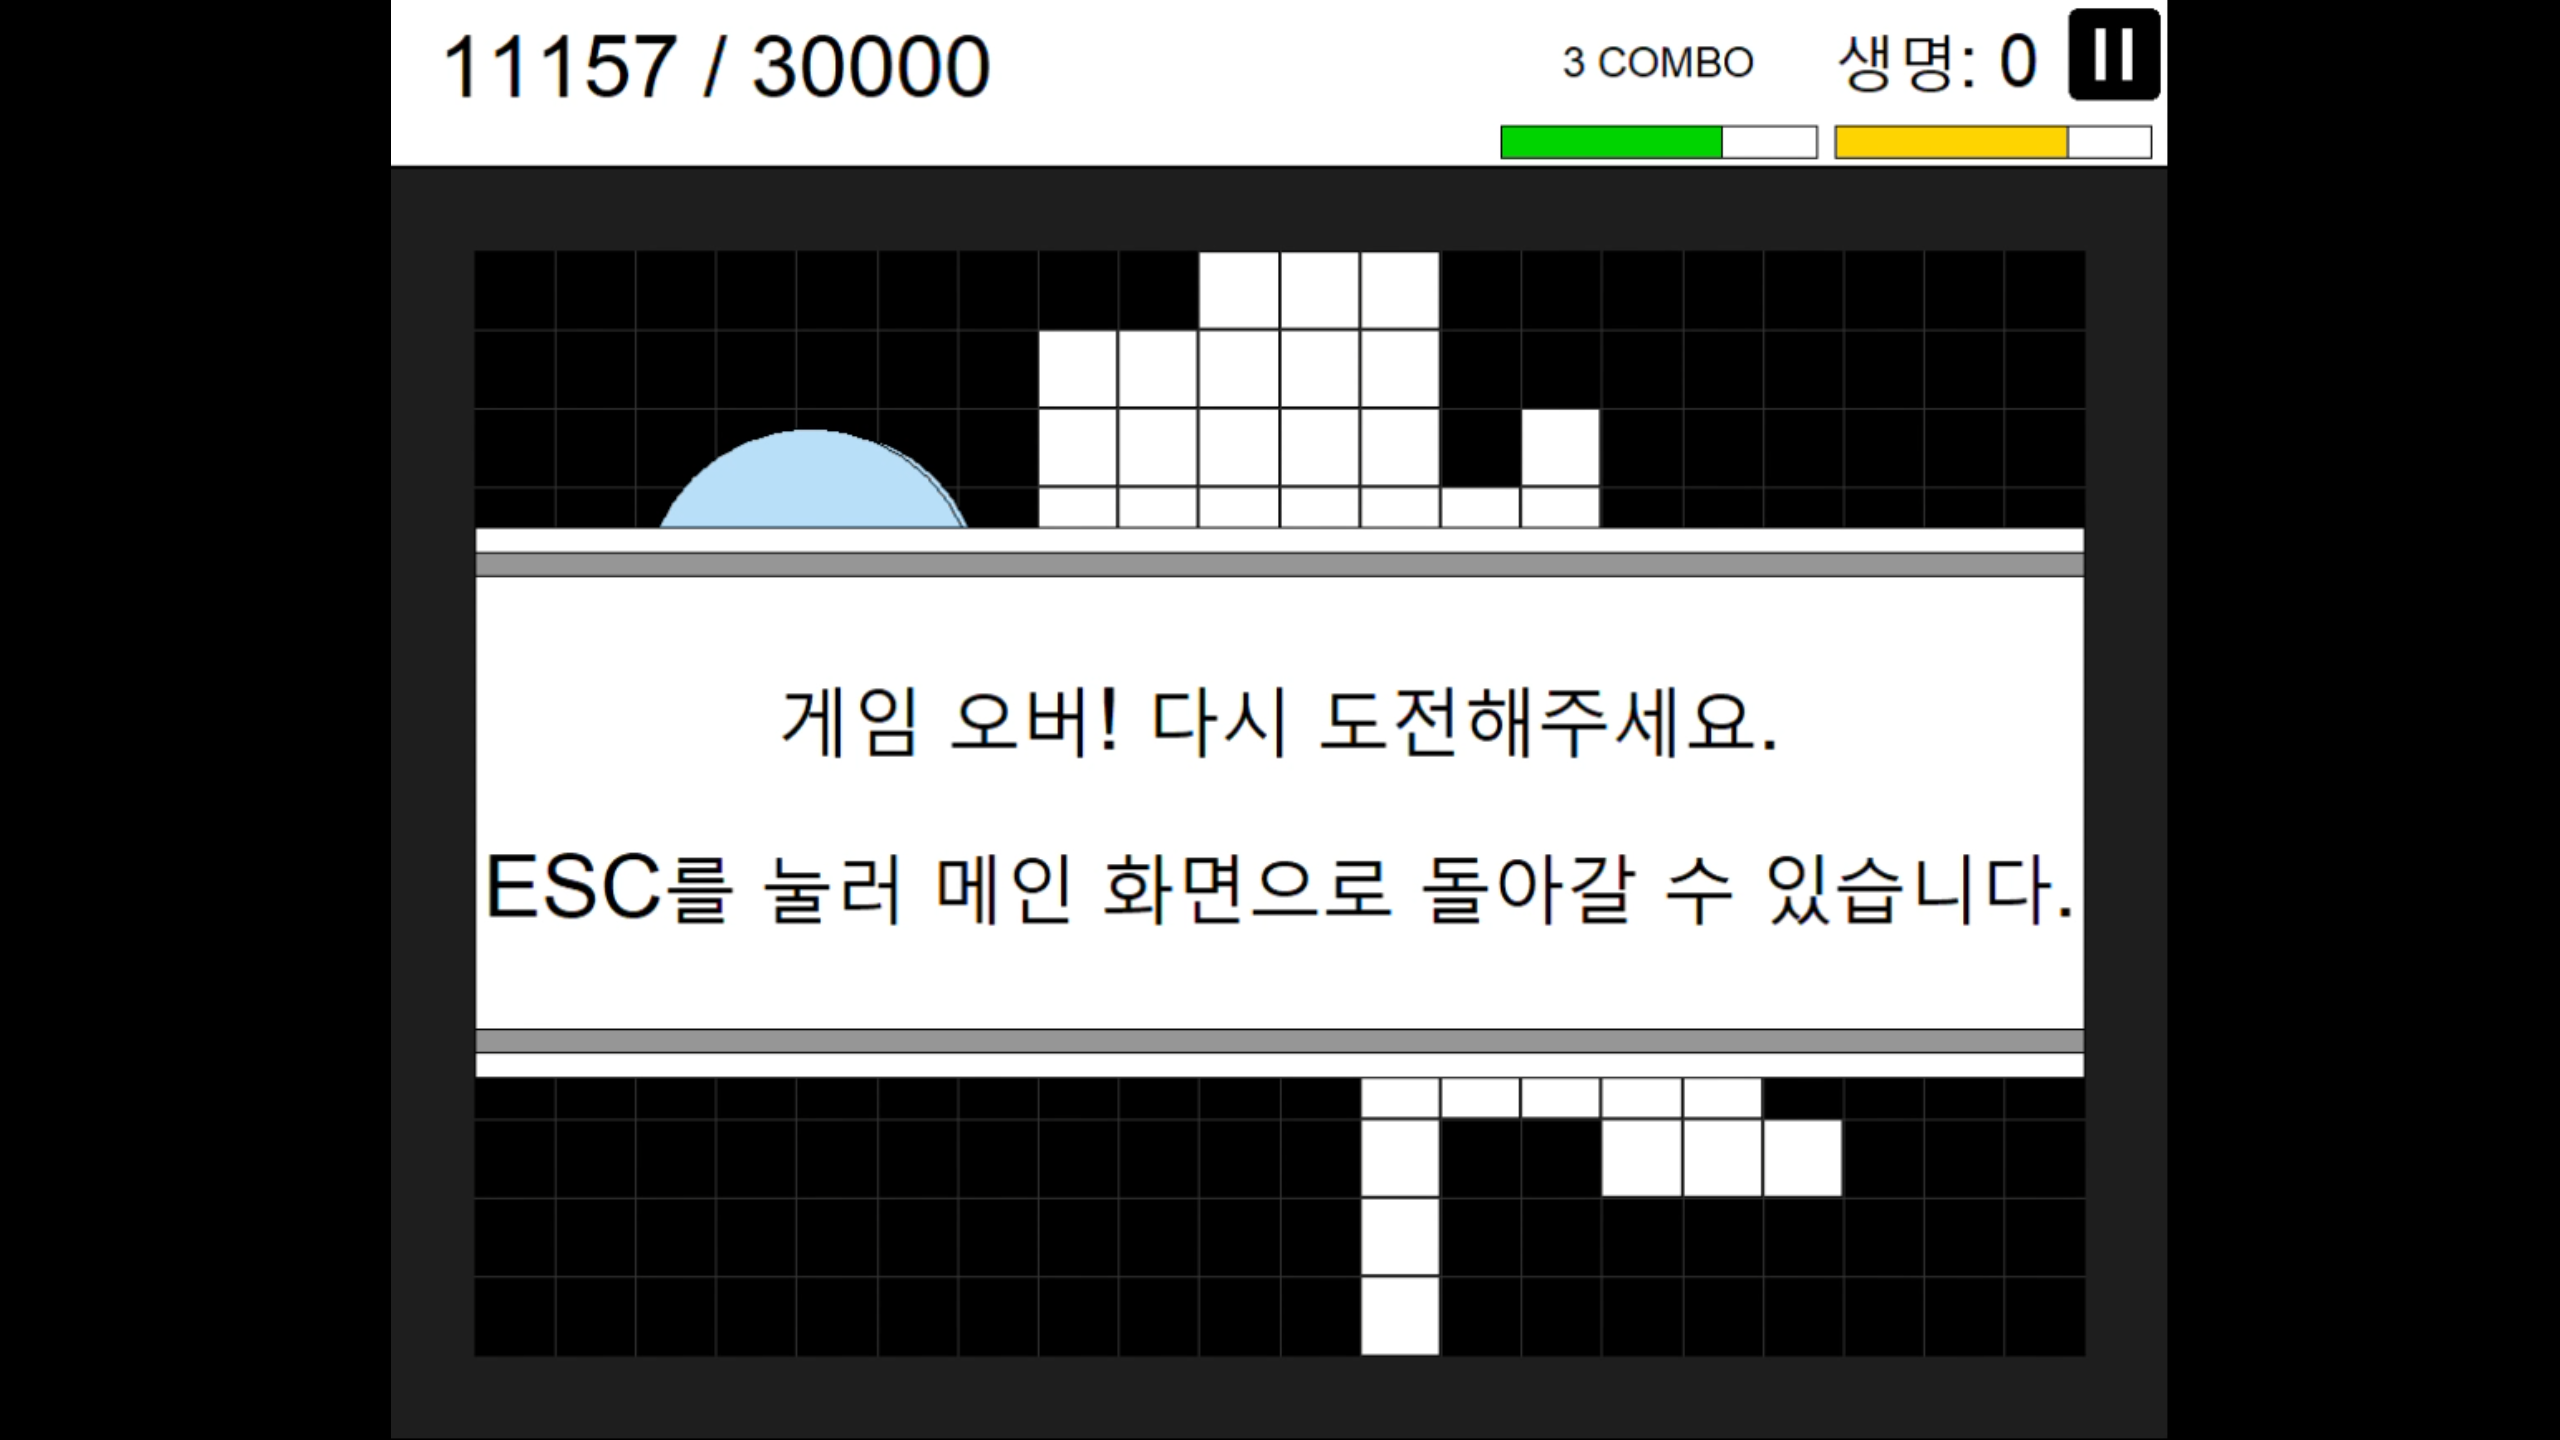 11157 / 30000
3 COMBO
생명: 0
게임 오버! 다시 도전해주세요.
ESC를 눌러 메인 화면으로 돌아갈 수 있습니다.